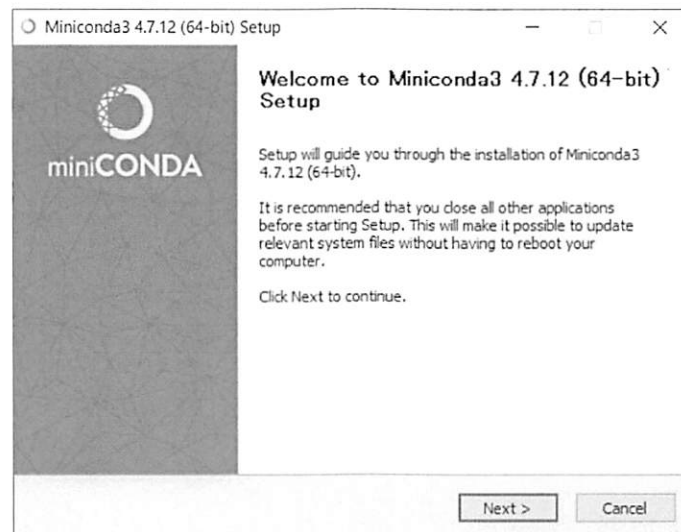 Miniconda3 4.7.12 (64-bit) Setup
miniCONDA
Welcome to Miniconda3 4.7.12 (64-bit)
Setup
Setup will guide you through the installation of Miniconda3
4.7.12 (64-bit).
It is recommended that you close all other applications
before starting Setup. This will make it possible to update
relevant system files without having to reboot your
computer.
Click Next to continue.
Next >
Cancel